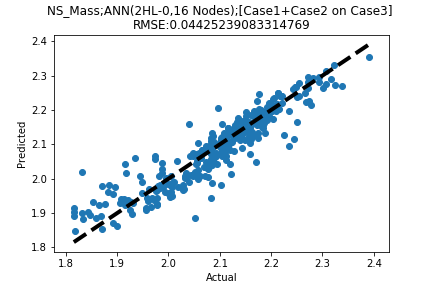 NS_Mass;ANN(2HL-0,16 Nodes);[Case1+Case2 on Case3]
RMSE:0.04425239083314769
2.4
2.3
2.2
2.1
2.0
1.9
1.8
Predicted
1.8 1.9 2.0 2.1 2.2 2.3 2.4
Actual